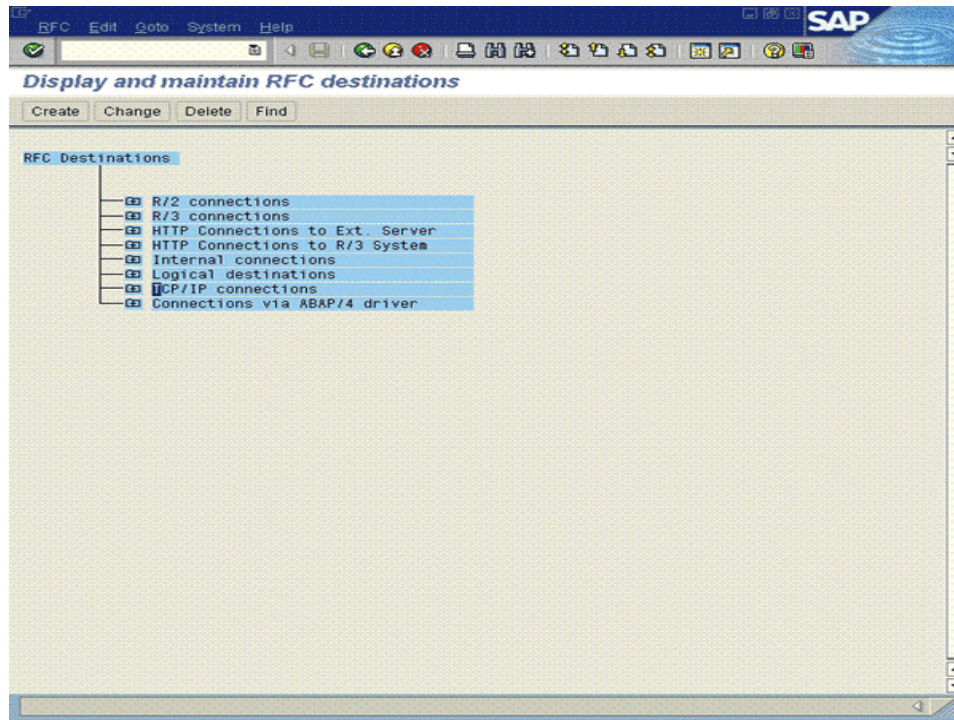 RFC Edit Goto System Help
SAP
Display and maintain RFC destinations
Create Change Delete Find
RFC Destinations
R/2 connections
R/3 connections
HTTP Connections to Ext. Server
HTTP Connections to R/3 System
Internal connections
Logical destinations
TCP/IP connections
Connections via ABAP/4 driver